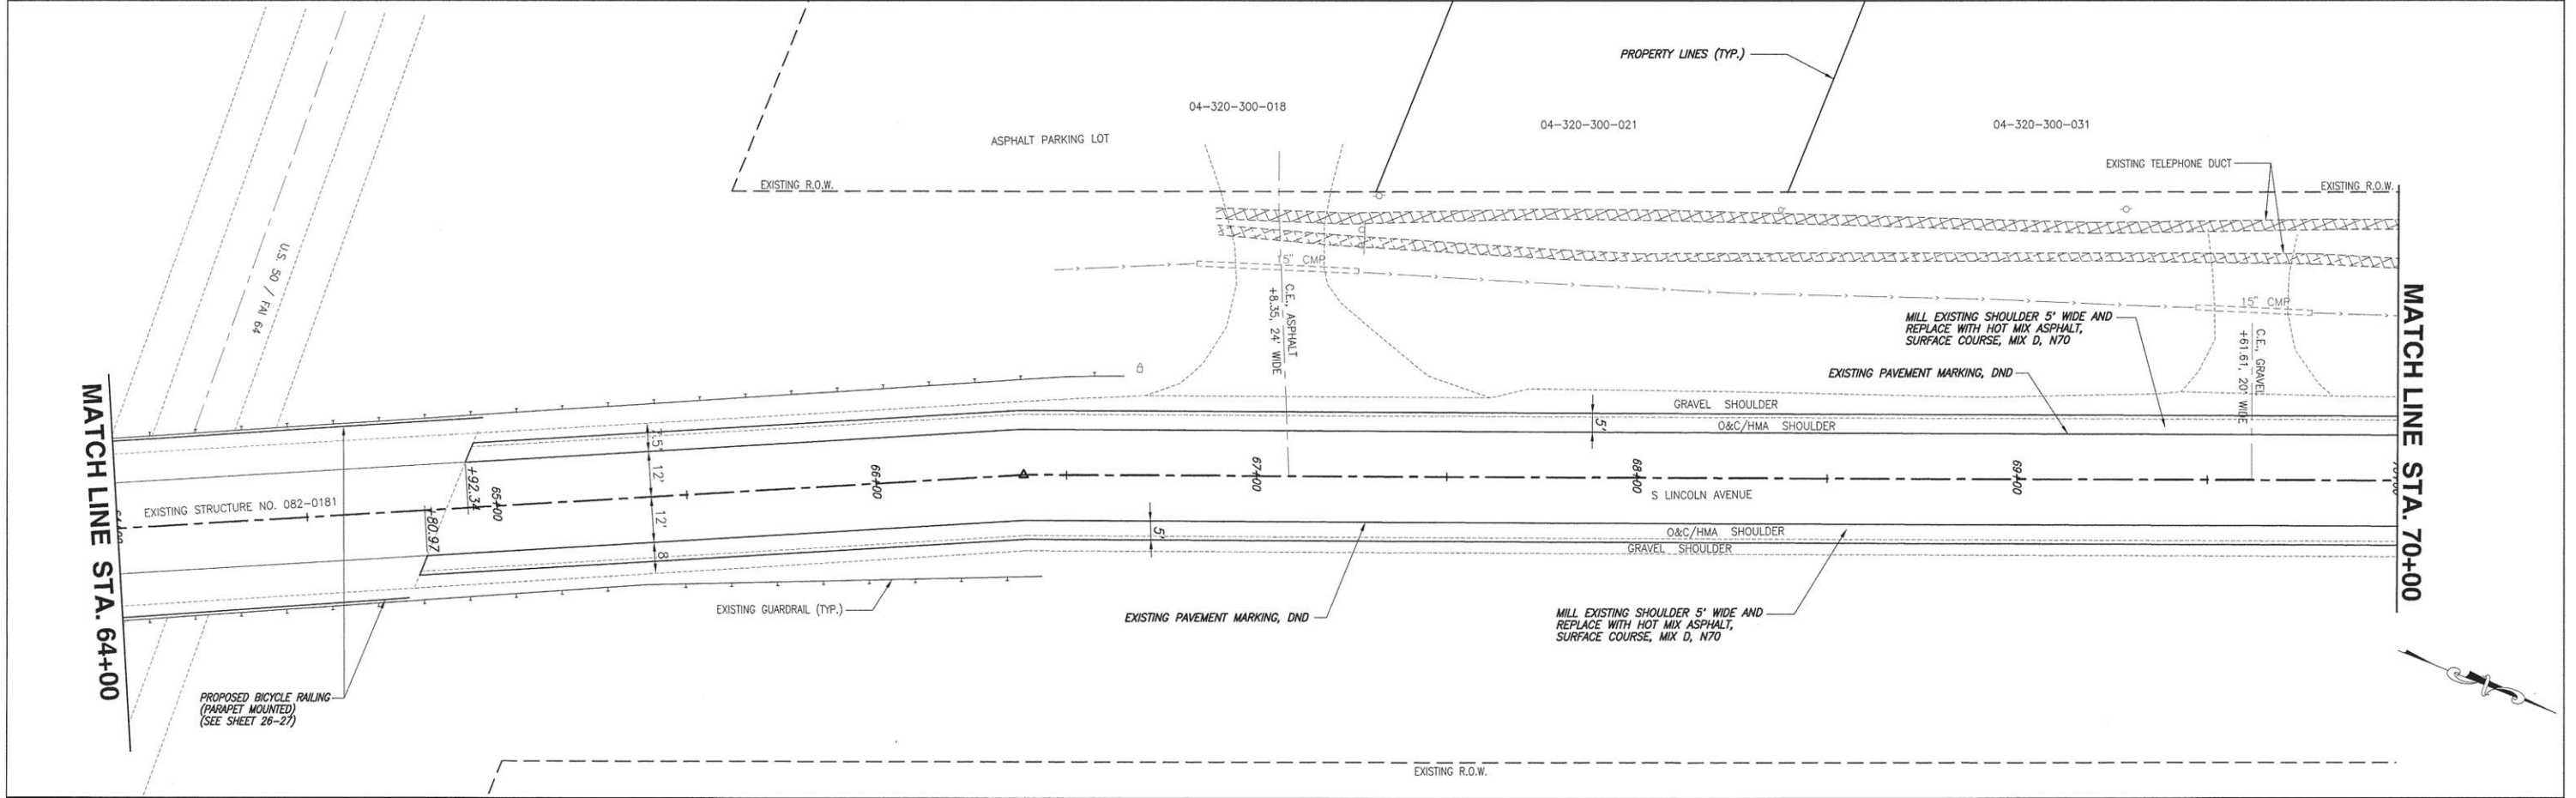 PROPERTY LINES (TYP.)
04-320-300-018
04-320-300-021
04-320-300-031
ASPHALT PARKING LOT
EXISTING TELEPHONE DUCT
EXISTING R.O.W.
EXISTING R.O.W.
U.S. 50 / FAI 64
15" CMP
C.E., ASPHALT
+8.35, 24' WIDE
15" CMP
C.E., GRAVEL
+61.61, 20' WIDE
MILL EXISTING SHOULDER 5' WIDE AND
REPLACE WITH HOT MIX ASPHALT,
SURFACE COURSE, MIX D, N70
EXISTING PAVEMENT MARKING, DND
MATCH LINE STA. 64+00
MATCH LINE STA. 70+00
GRAVEL SHOULDER
O&C/HMA SHOULDER
5'
12'
12'
8'
5'
5'
+92.34
+80.97
65+00
66+00
67+00
68+00
69+00
EXISTING STRUCTURE NO. 082-0181
S LINCOLN AVENUE
O&C/HMA SHOULDER
GRAVEL SHOULDER
EXISTING GUARDRAIL (TYP.)
EXISTING PAVEMENT MARKING, DND
MILL EXISTING SHOULDER 5' WIDE AND
REPLACE WITH HOT MIX ASPHALT,
SURFACE COURSE, MIX D, N70
PROPOSED BICYCLE RAILING
(PARAPET MOUNTED)
(SEE SHEET 26-27)
EXISTING R.O.W.